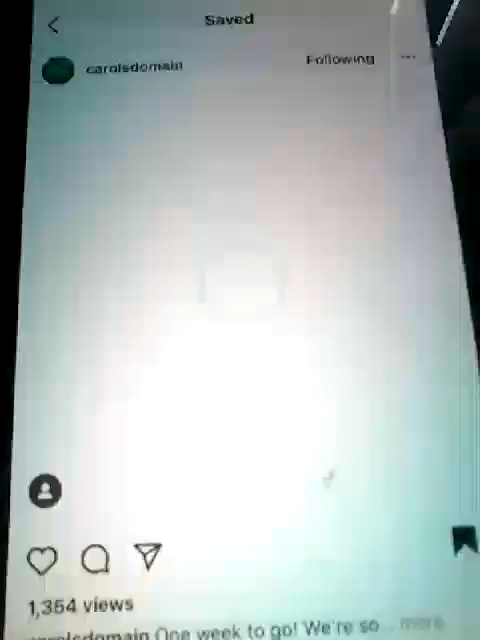 Saved
carolsdomain Following
1,354 views
carolsdomain One week to go! We're so ... more